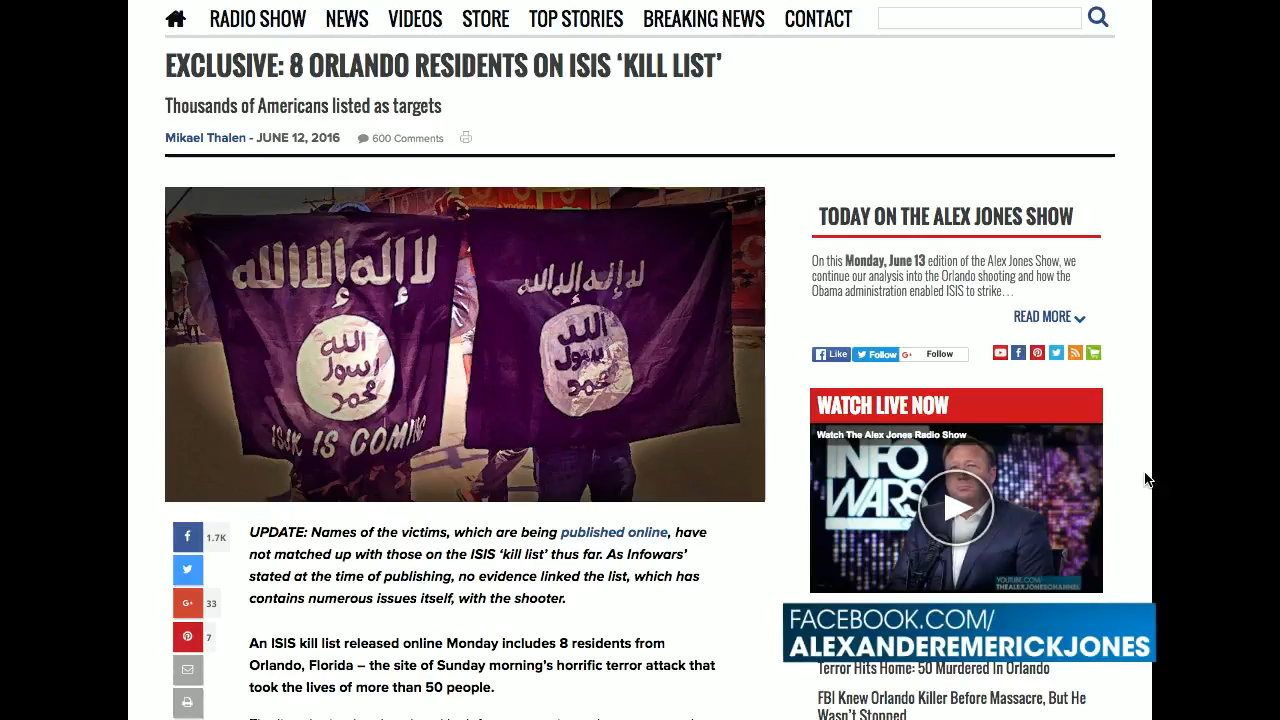 RADIO SHOW NEWS VIDEOS STORE TOP STORIES BREAKING NEWS CONTACT
EXCLUSIVE: 8 ORLANDO RESIDENTS ON ISIS ‘KILL LIST’
Thousands of Americans listed as targets
Mikael Thalen - JUNE 12, 2016 600 Comments
لا إله إلا الله
الله
رسول
محمد
IS COMING
لا إله إلا الله
الله
رسول
محمد
1.7K
33
7
UPDATE: Names of the victims, which are being published online, have
not matched up with those on the ISIS ‘kill list’ thus far. As Infowars’
stated at the time of publishing, no evidence linked the list, which has
contains numerous issues itself, with the shooter.
An ISIS kill list released online Monday includes 8 residents from
Orlando, Florida – the site of Sunday morning’s horrific terror attack that
took the lives of more than 50 people.
TODAY ON THE ALEX JONES SHOW
On this Monday, June 13 edition of the Alex Jones Show, we
continue our analysis into the Orlando shooting and how the
Obama administration enabled ISIS to strike…
READ MORE
Like Follow Follow
WATCH LIVE NOW
Watch The Alex Jones Radio Show
INFO
WARS
YOUTUBE.COM/
THEALEXJONESCHANNEL
FACEBOOK.COM/
ALEXANDEREMERICKJONES
Terror Hits Home: 50 Murdered In Orlando
FBI Knew Orlando Killer Before Massacre, But He
Wasn’t Stopped